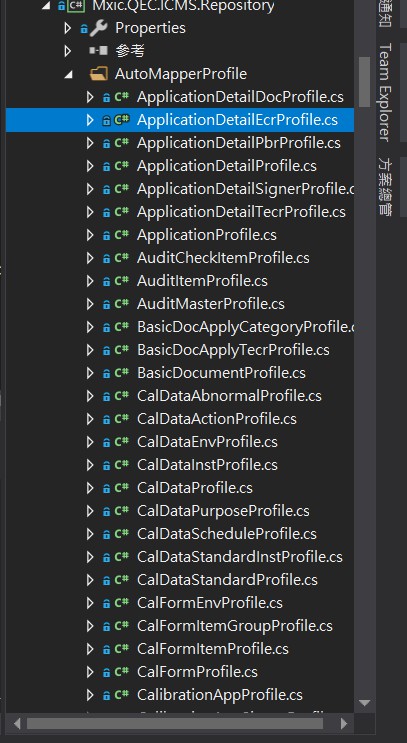 Mxic.QEC.ICMS.Repository
Properties
參考
AutoMapperProfile
C# ApplicationDetailDocProfile.cs
C# ApplicationDetailEcrProfile.cs
C# ApplicationDetailPbrProfile.cs
C# ApplicationDetailProfile.cs
C# ApplicationDetailSignerProfile.c
C# ApplicationDetailTecrProfile.cs
C# ApplicationProfile.cs
C# AuditCheckItemProfile.cs
C# AuditItemProfile.cs
C# AuditMasterProfile.cs
C# BasicDocApplyCategoryProfile.c
C# BasicDocApplyTecrProfile.cs
C# BasicDocumentProfile.cs
C# CalDataAbnormalProfile.cs
C# CalDataActionProfile.cs
C# CalDataEnvProfile.cs
C# CalDataInstProfile.cs
C# CalDataProfile.cs
C# CalDataPurposeProfile.cs
C# CalDataScheduleProfile.cs
C# CalDataStandardInstProfile.cs
C# CalDataStandardProfile.cs
C# CalFormEnvProfile.cs
C# CalFormItemGroupProfile.cs
C# CalFormItemProfile.cs
C# CalFormProfile.cs
C# CalibrationAppProfile.cs
通知
Team Explorer
方案總管